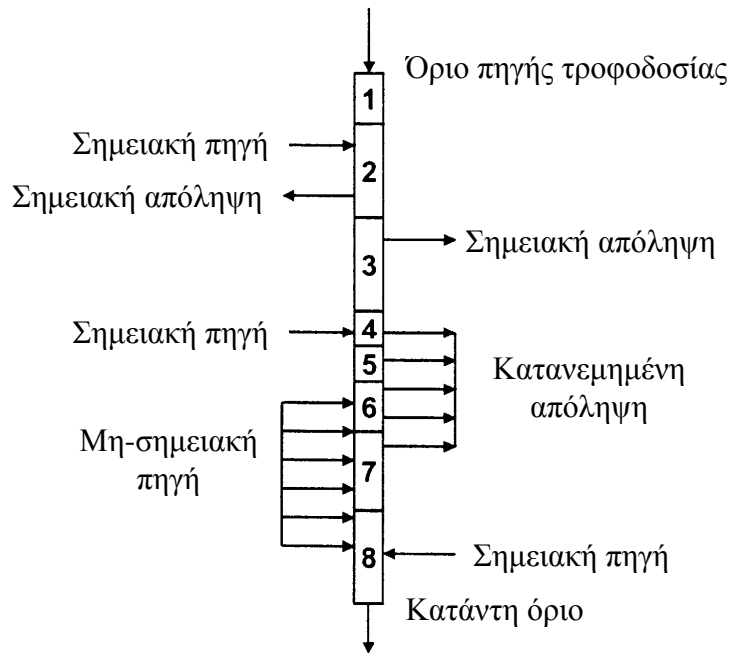 Όριο πηγής τροφοδοσίας
1
Σημειακή πηγή
2
Σημειακή απόληψη
3
Σημειακή απόληψη
Σημειακή πηγή
4
5
Κατανεμημένη
απόληψη
6
Μη-σημειακή
πηγή
7
8
Σημειακή πηγή
Κατάντη όριο